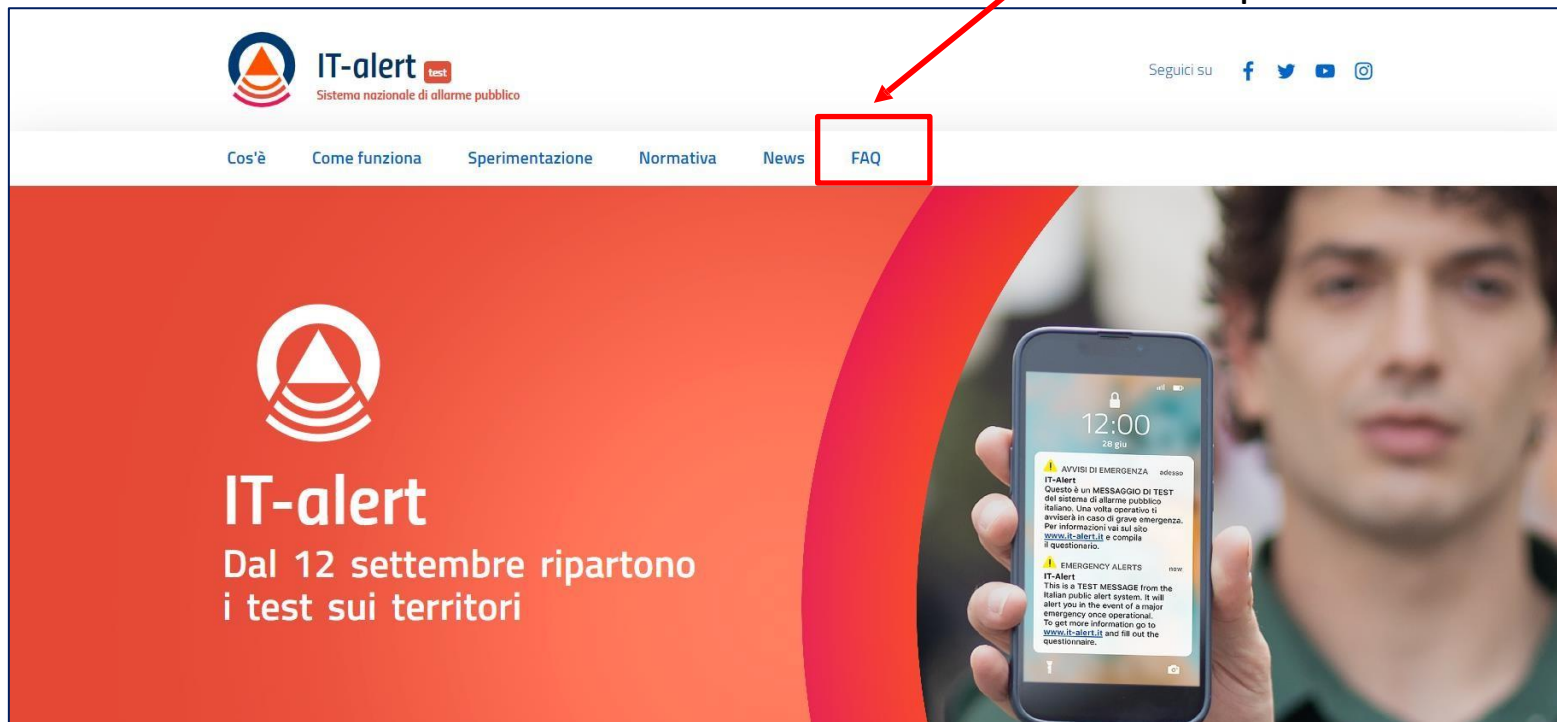 IT-alert test
Sistema nazionale di allarme pubblico
Seguici su
Cos'è Come funziona Sperimentazione Normativa News FAQ
IT-alert
Dal 12 settembre ripartono
i test sui territori
12:00
28 giu
AVVISI DI EMERGENZA adesso
IT-Alert
Questo è un MESSAGGIO DI TEST
del sistema di allarme pubblico
italiano. Una volta operativo ti
avviserà in caso di grave emergenza.
Per informazioni vai sul sito
www.it-alert.it e compila
il questionario.
EMERGENCY ALERTS now
IT-Alert
This is a TEST MESSAGE from the
Italian public alert system. It will
alert you in the event of a major
emergency once operational.
To get more information go to
www.it-alert.it and fill out the
questionnaire.